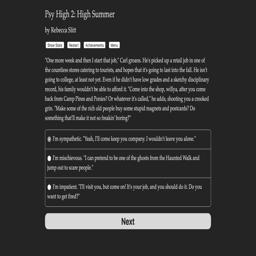 Psy High 2: High Summer
by Rebecca Slitt
Show Stats Restart Achievements Menu
"One more week and then I start that job," Carl groans. He's picked up a retail job in one of
the countless stores catering to tourists, and hopes that it's going to last into the fall. He isn't
going to college, at least not yet. Even if he didn't have low grades and a sketchy disciplinary
record, his family wouldn't be able to afford it. "Come into the shop, willya, after you come
back from Camp Pines and Ponies? Or whatever it's called," he adds, shooting you a crooked
grin. "Make some of the rich old people buy some stupid magnets and postcards? Do
something that'll make it not so freakin' boring?"
I'm sympathetic. "Yeah, I'll come keep you company. I wouldn't leave you alone."
I'm mischievous. "I can pretend to be one of the ghosts from the Haunted Walk and
jump out to scare people."
I'm impatient. "I'll visit you, but come on! It's your job, and you should do it. Do you
want to get fired?"
Next